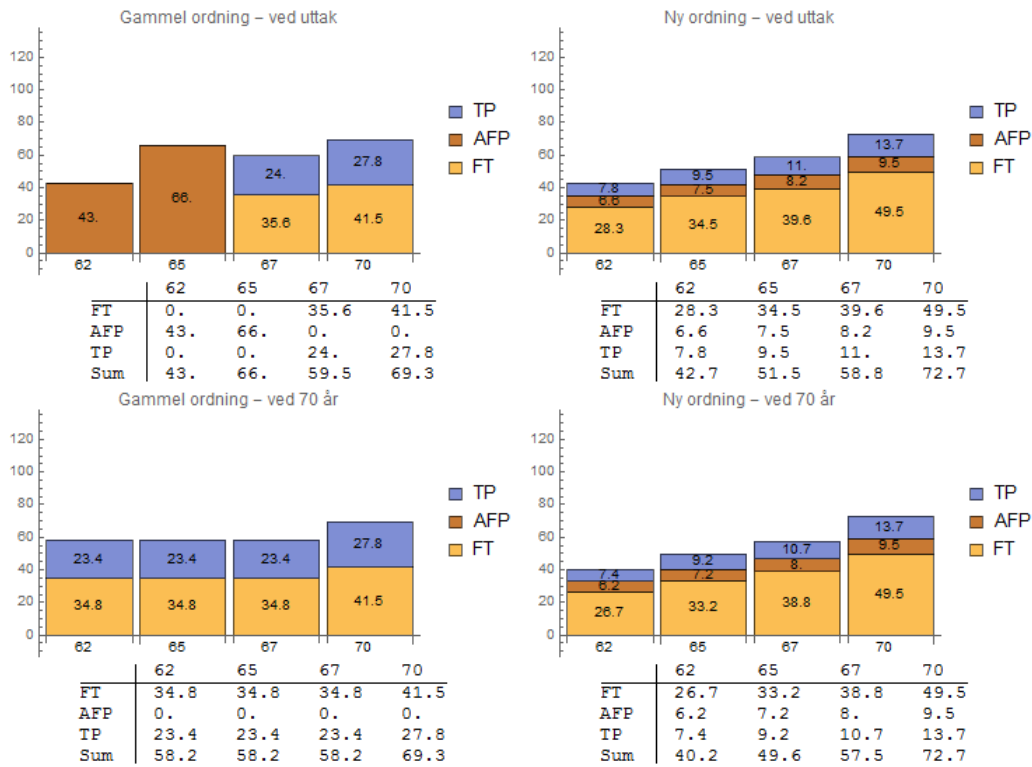 Gammel ordning – ved uttak
120
100
80
60
40
20
0
43.
66.
24.
35.6
27.8
41.5
62 65 67 70
TP
AFP
FT
62 65 67 70
FT 0. 0. 35.6 41.5
AFP 43. 66. 0. 0.
TP 0. 0. 24. 27.8
Sum 43. 66. 59.5 69.3
Ny ordning – ved uttak
120
100
80
60
40
20
0
7.8
6.6
28.3
9.5
7.5
34.5
11.
8.2
39.6
13.7
9.5
49.5
62 65 67 70
TP
AFP
FT
62 65 67 70
FT 28.3 34.5 39.6 49.5
AFP 6.6 7.5 8.2 9.5
TP 7.8 9.5 11. 13.7
Sum 42.7 51.5 58.8 72.7
Gammel ordning – ved 70 år
120
100
80
60
40
20
0
23.4
34.8
23.4
34.8
23.4
34.8
27.8
41.5
62 65 67 70
TP
AFP
FT
62 65 67 70
FT 34.8 34.8 34.8 41.5
AFP 0. 0. 0. 0.
TP 23.4 23.4 23.4 27.8
Sum 58.2 58.2 58.2 69.3
Ny ordning – ved 70 år
120
100
80
60
40
20
0
7.4
6.2
26.7
9.2
7.2
33.2
10.7
8.
38.8
13.7
9.5
49.5
62 65 67 70
TP
AFP
FT
62 65 67 70
FT 26.7 33.2 38.8 49.5
AFP 6.2 7.2 8. 9.5
TP 7.4 9.2 10.7 13.7
Sum 40.2 49.6 57.5 72.7